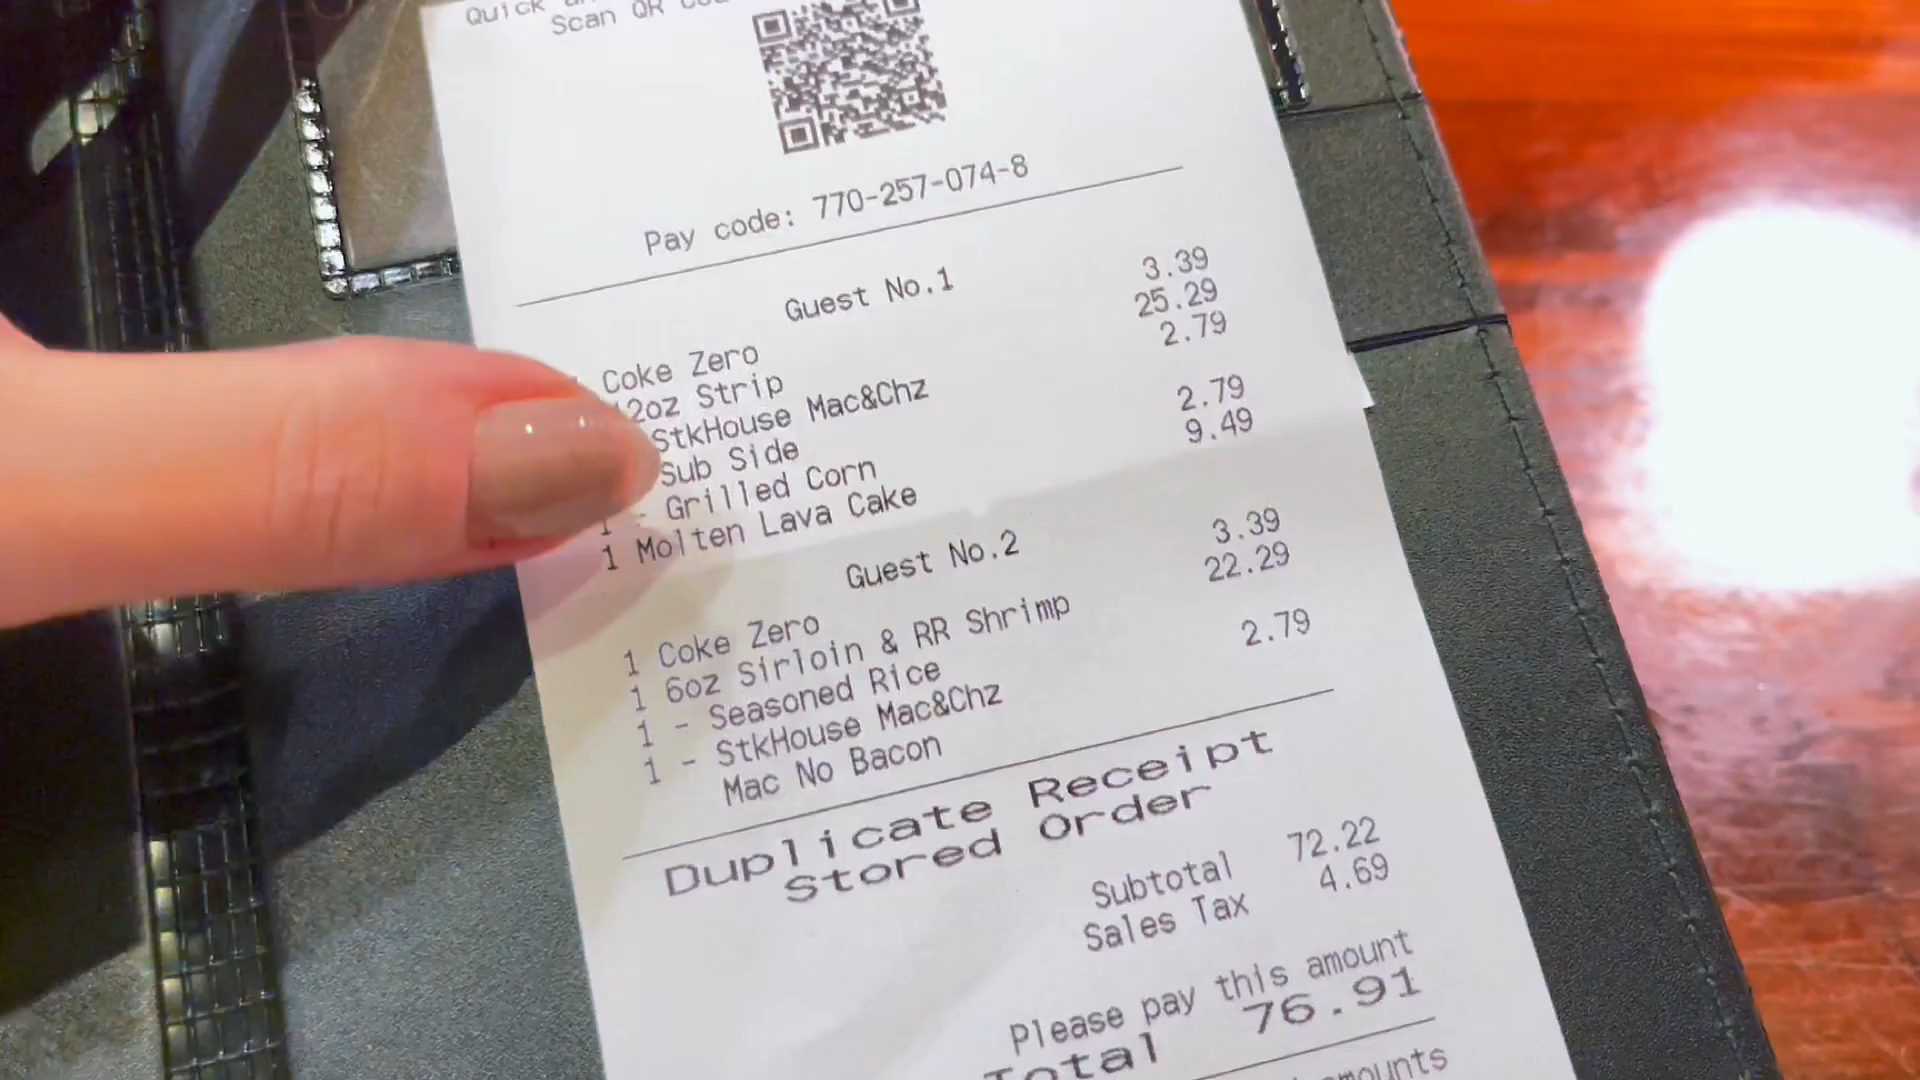 Quick
Scan QR
Pay code: 770-257-074-8
Guest No.1
Coke Zero 3.39
12oz Strip 25.29
StkHouse Mac&Chz 2.79
Sub Side
1 - Grilled Corn 2.79
1 Molten Lava Cake 9.49
Guest No.2
1 Coke Zero 3.39
1 6oz Sirloin & RR Shrimp 22.29
1 - Seasoned Rice
1 - StkHouse Mac&Chz 2.79
Mac No Bacon
Duplicate Receipt
Stored Order
Subtotal 72.22
Sales Tax 4.69
Please pay this amount
Total 76.91